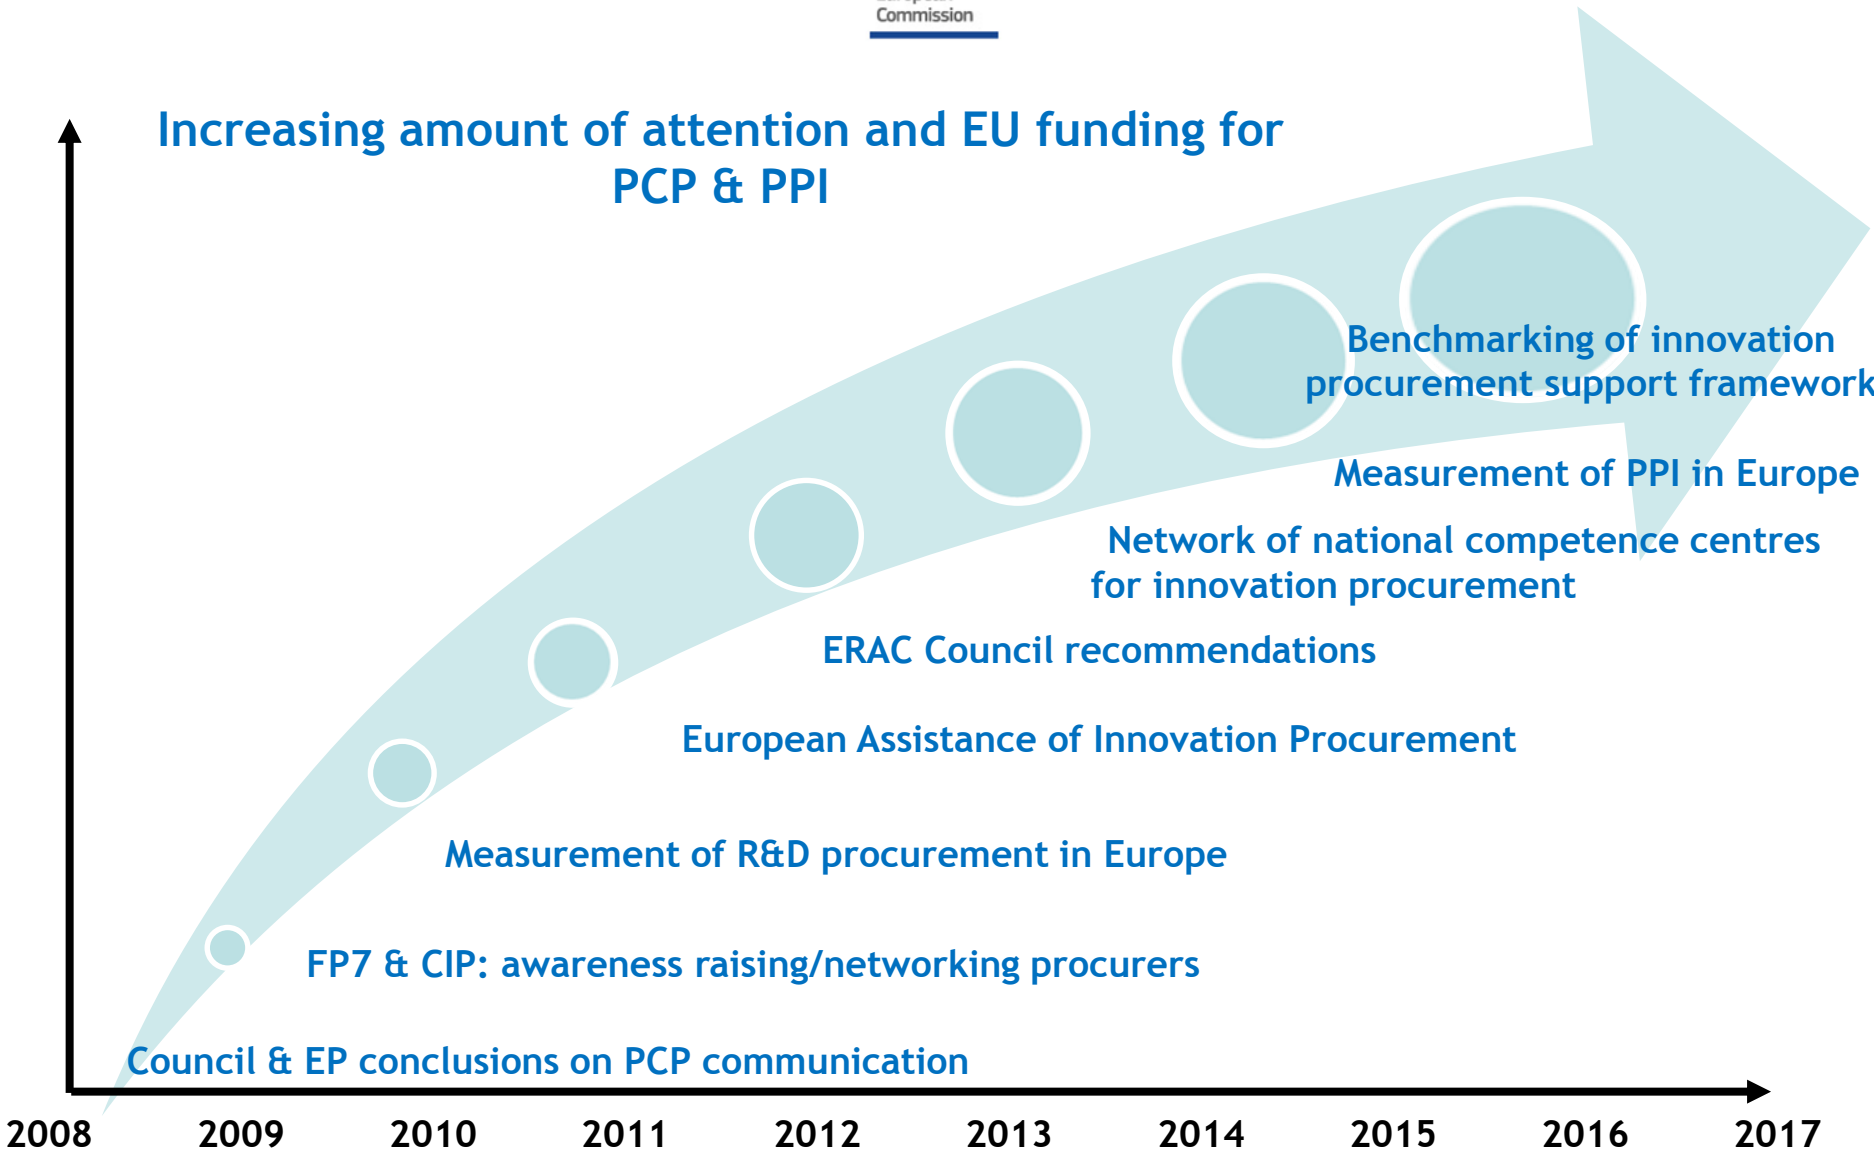 Commission
Increasing amount of attention and EU funding for
PCP & PPI
Benchmarking of innovation
procurement support framework
Measurement of PPI in Europe
Network of national competence centres
for innovation procurement
ERAC Council recommendations
European Assistance of Innovation Procurement
Measurement of R&D procurement in Europe
FP7 & CIP: awareness raising/networking procurers
Council & EP conclusions on PCP communication
2008 2009 2010 2011 2012 2013 2014 2015 2016 2017